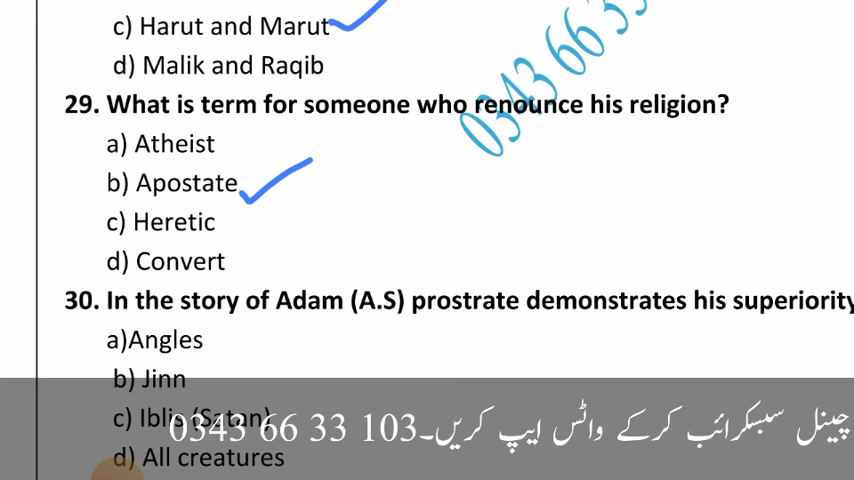 c) Harut and Marut
d) Malik and Raqib
0343 66 33
29. What is term for someone who renounce his religion?
a) Atheist
b) Apostate
c) Heretic
d) Convert
30. In the story of Adam (A.S) prostrate demonstrates his superiority
a)Angles
b) Jinn
c) Iblis (Satan)
چینل سبسکرائب کرکے واٹس ایپ کریں۔0343 66 33 103
d) All creatures